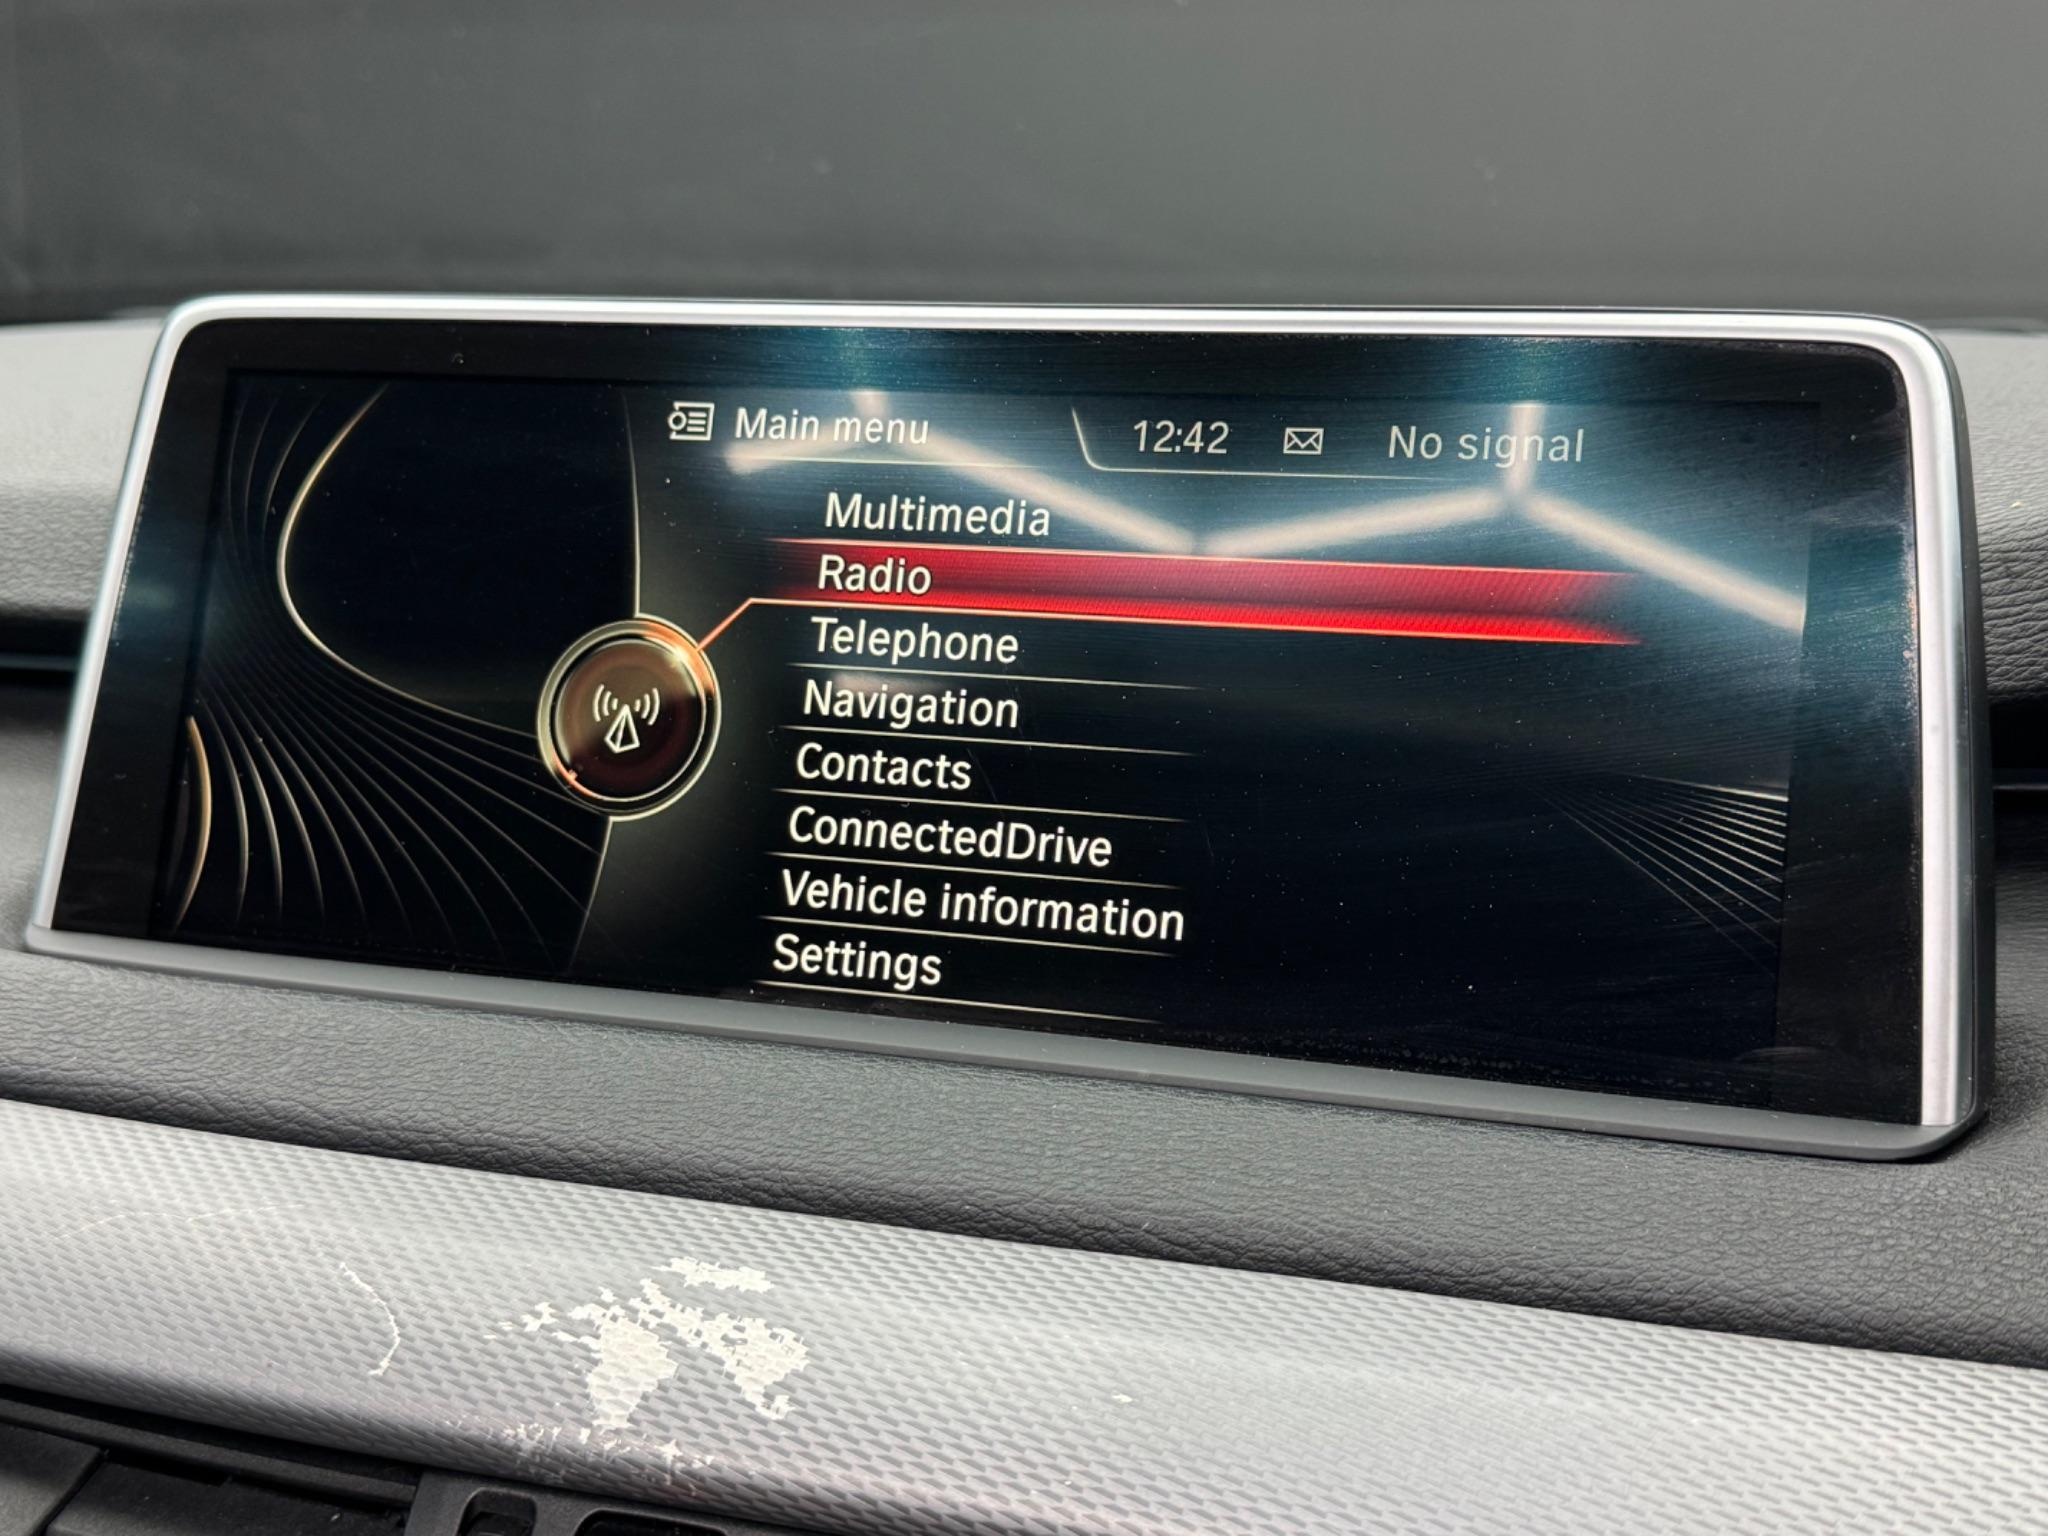 Main menu 12:42 No signal
Multimedia
Radio
Telephone
Navigation
Contacts
ConnectedDrive
Vehicle information
Settings